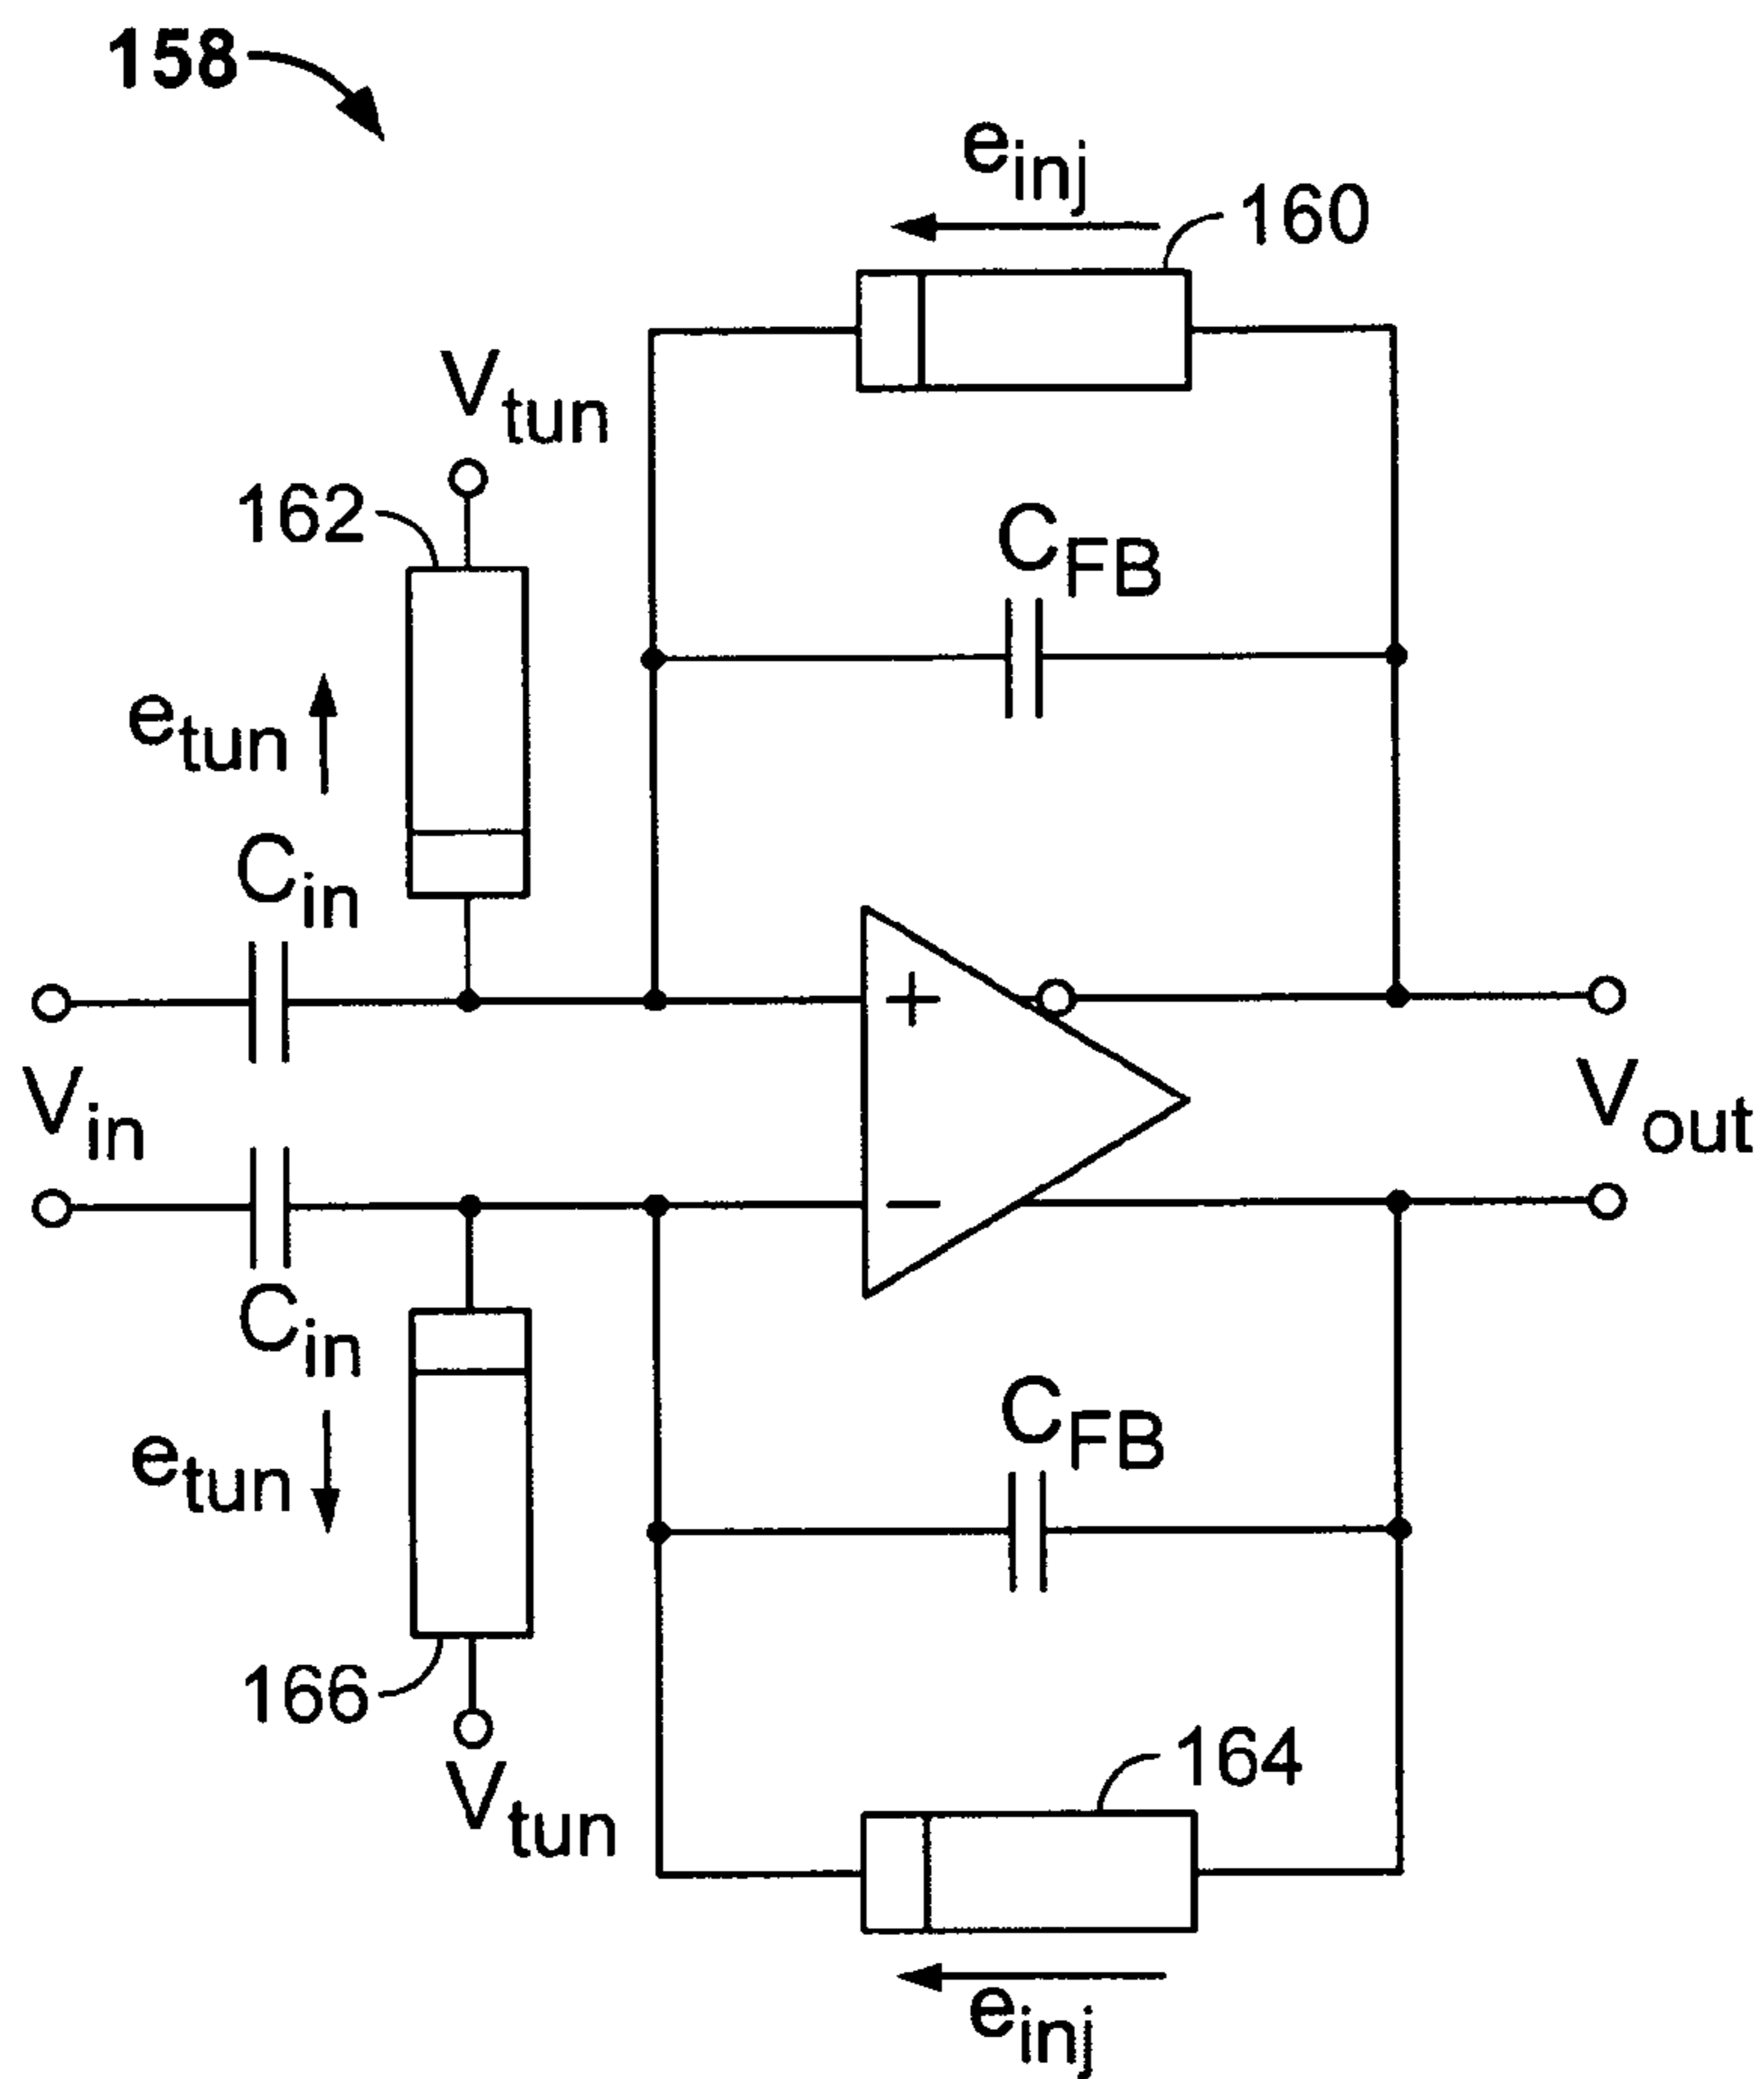 158
e_inj
160
V_tun
162
C_FB
e_tun
C_in
+
V_in
V_out
−
C_in
C_FB
e_tun
166
164
V_tun
e_inj